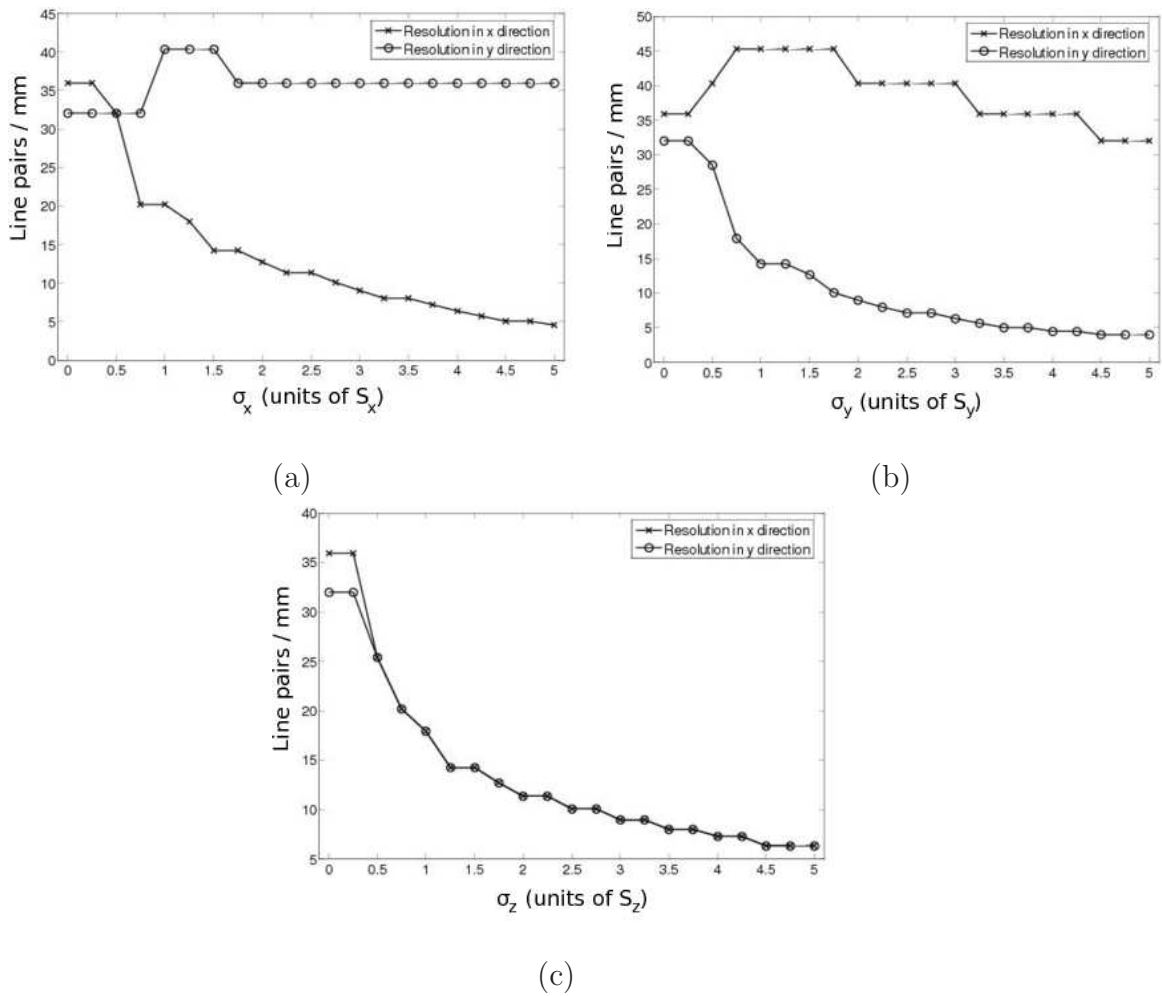 Line pairs / mm
45
40
35
30
25
20
15
10
5
0
Resolution in x direction
Resolution in y direction
0 0.5 1 1.5 2 2.5 3 3.5 4 4.5 5
σx (units of Sx)
(a)
Line pairs / mm
50
45
40
35
30
25
20
15
10
5
0
Resolution in x direction
Resolution in y direction
0 0.5 1 1.5 2 2.5 3 3.5 4 4.5 5
σy (units of Sy)
(b)
Line pairs / mm
40
35
30
25
20
15
10
5
Resolution in x direction
Resolution in y direction
0 0.5 1 1.5 2 2.5 3 3.5 4 4.5 5
σz (units of Sz)
(c)